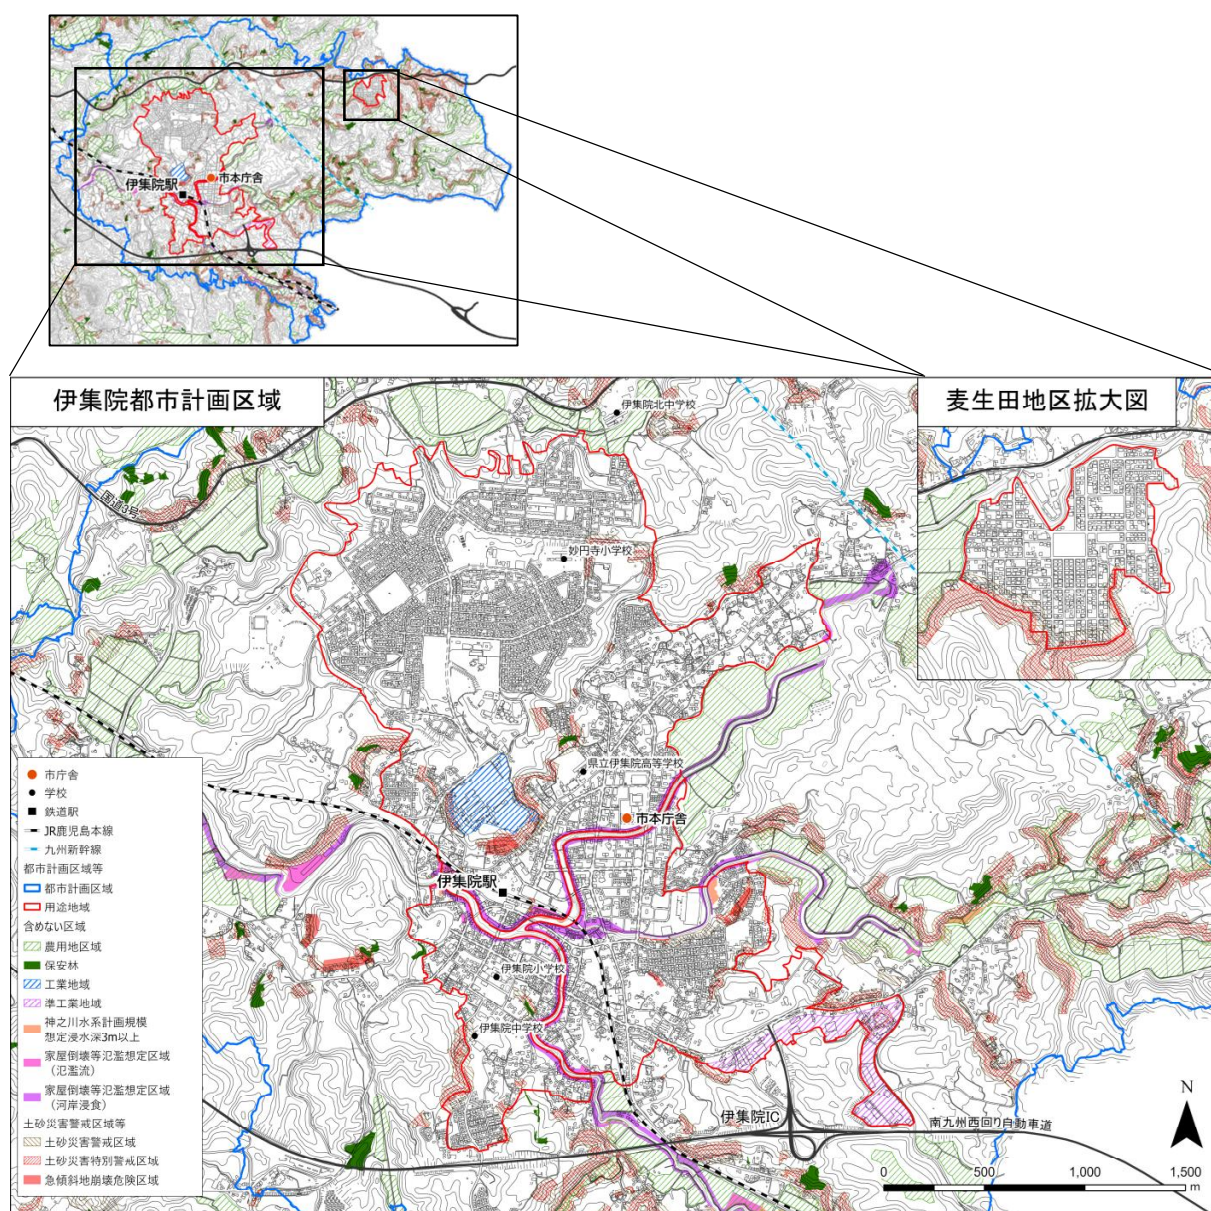 伊集院駅
市本庁舎
伊集院都市計画区域
麦生田地区拡大図
伊集院北中学校
国道3号
妙円寺小学校
県立伊集院高等学校
市本庁舎
伊集院駅
伊集院小学校
伊集院中学校
伊集院IC
南九州西回り自動車道
市庁舎
学校
鉄道駅
JR鹿児島本線
九州新幹線
都市計画区域等
都市計画区域
用途地域
含めない区域
農用地区域
保安林
工業地域
準工業地域
神之川水系計画規模
想定浸水深3m以上
家屋倒壊等氾濫想定区域
（氾濫流）
家屋倒壊等氾濫想定区域
（河岸浸食）
土砂災害警戒区域等
土砂災害警戒区域
土砂災害特別警戒区域
急傾斜地崩壊危険区域
N
0 500 1,000 1,500
m